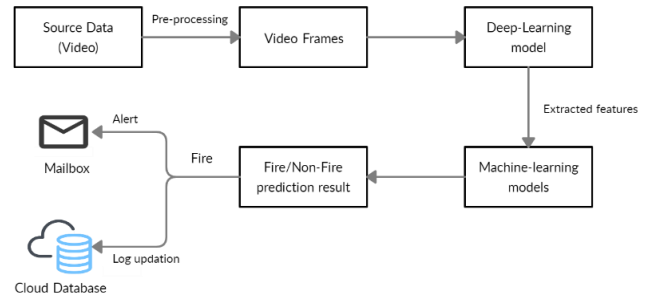 Source Data
(Video)
Pre-processing
Video Frames
Deep-Learning
model
Extracted features
Machine-learning
models
Fire/Non-Fire
prediction result
Fire
Alert
Mailbox
Log updation
Cloud Database